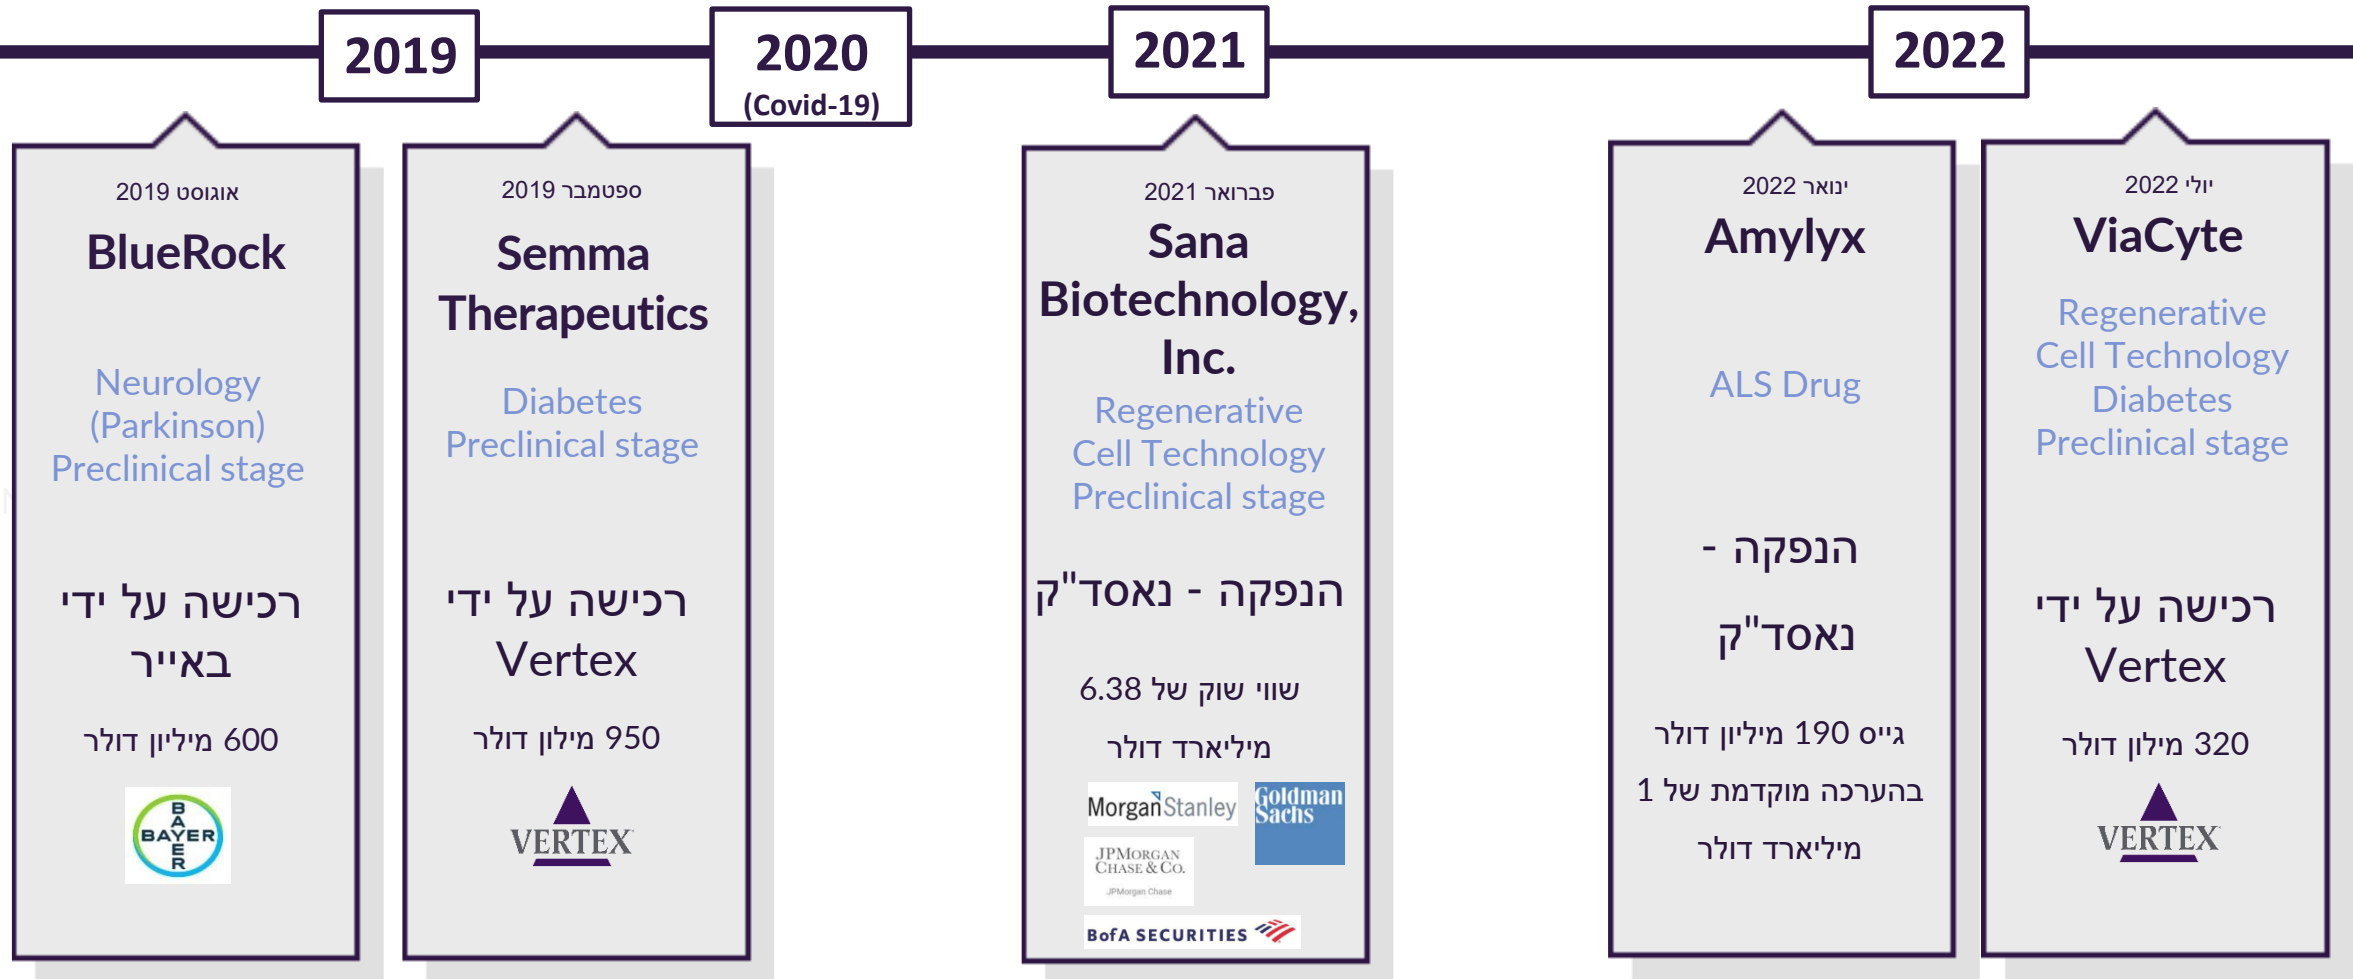 2019
2020
(Covid-19)
2021
2022
אוגוסט 2019
BlueRock
Neurology
(Parkinson)
Preclinical stage
רכישה על ידי
באייר
600 מיליון דולר
BAYER
BAYER
ספטמבר 2019
Semma
Therapeutics
Diabetes
Preclinical stage
רכישה על ידי
Vertex
950 מילון דולר
VERTEX
פברואר 2021
Sana
Biotechnology,
Inc.
Regenerative
Cell Technology
Preclinical stage
הנפקה - נאסד"ק
שווי שוק של 6.38
מיליארד דולר
Morgan Stanley
Goldman
Sachs
JPMORGAN
CHASE & CO.
JPMorgan Chase
BofA SECURITIES
ינואר 2022
Amylyx
ALS Drug
הנפקה -
נאסד"ק
גייס 190 מיליון דולר
בהערכה מוקדמת של 1
מיליארד דולר
יולי 2022
ViaCyte
Regenerative
Cell Technology
Diabetes
Preclinical stage
רכישה על ידי
Vertex
320 מילון דולר
VERTEX